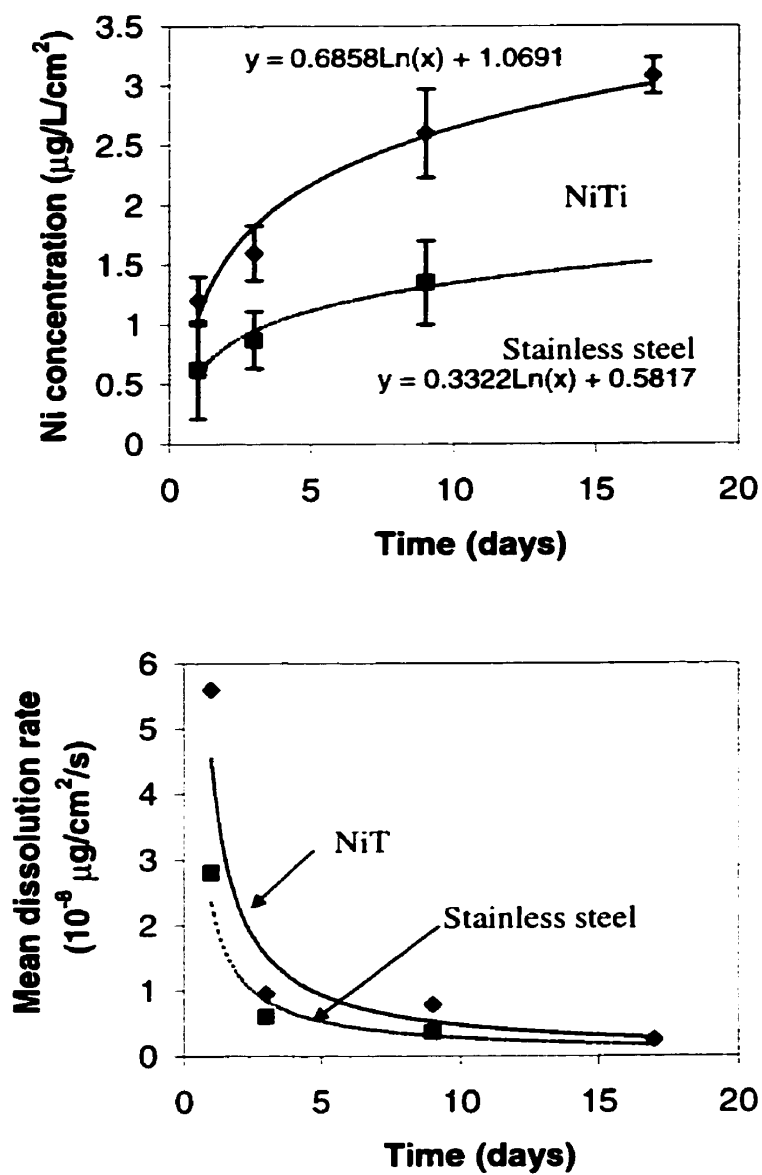 3.5
3
2.5
2
1.5
1
0.5
0
y = 0.6858Ln(x) + 1.0691
NiTi
Stainless steel
y = 0.3322Ln(x) + 0.5817
Ni concentration (µg/L/cm²)
0 5 10 15 20
Time (days)
6
5
4
3
2
1
0
NiT
Stainless steel
Mean dissolution rate
(10⁻⁸ µg/cm²/s)
0 5 10 15 20
Time (days)